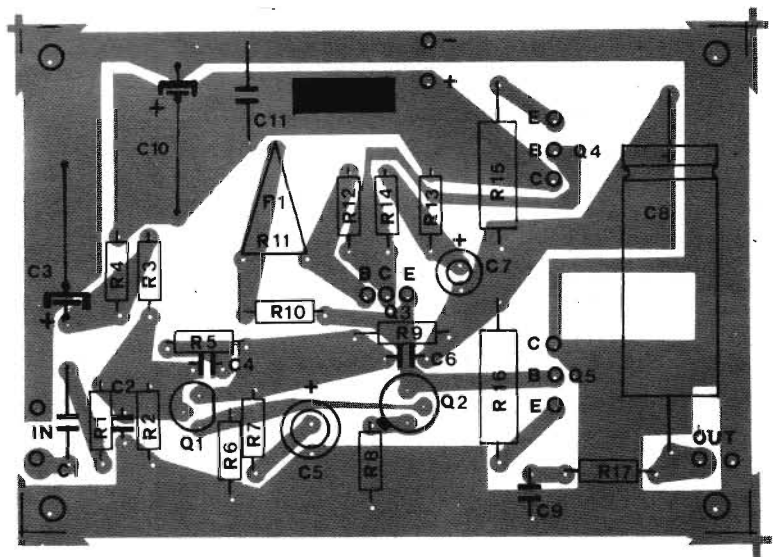 -
+
+
C11
C10
E
B Q4
C
R15
R12
R14
R13
P1
R11
C8
C3
R4
R3
+
C7
B C E
Q3
+
R10
R5
R9
C4
C6
C
B Q5
E
R16
C2
R1
R2
Q1
+
Q2
IN
R6
R7
R8
C5
OUT
C
R17
C9